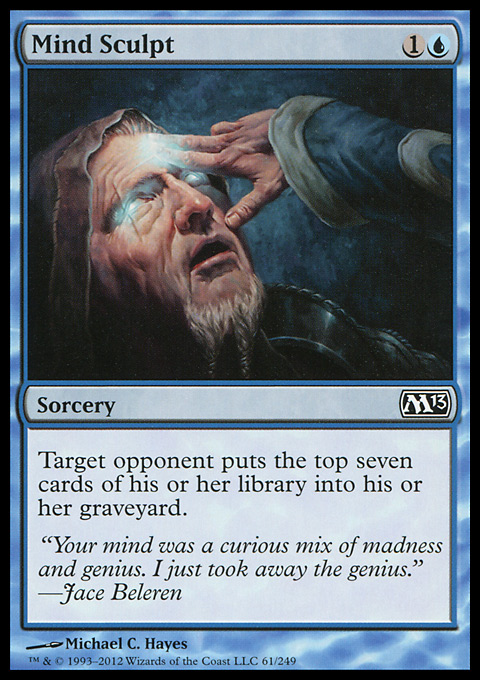 Mind Sculpt 1
Sorcery M13
Target opponent puts the top seven
cards of his or her library into his or
her graveyard.
“Your mind was a curious mix of madness
and genius. I just took away the genius.”
—Jace Beleren
Michael C. Hayes
™ & © 1993–2012 Wizards of the Coast LLC 61/249